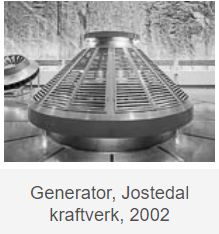 Generator, Jostedal
kraftverk, 2002